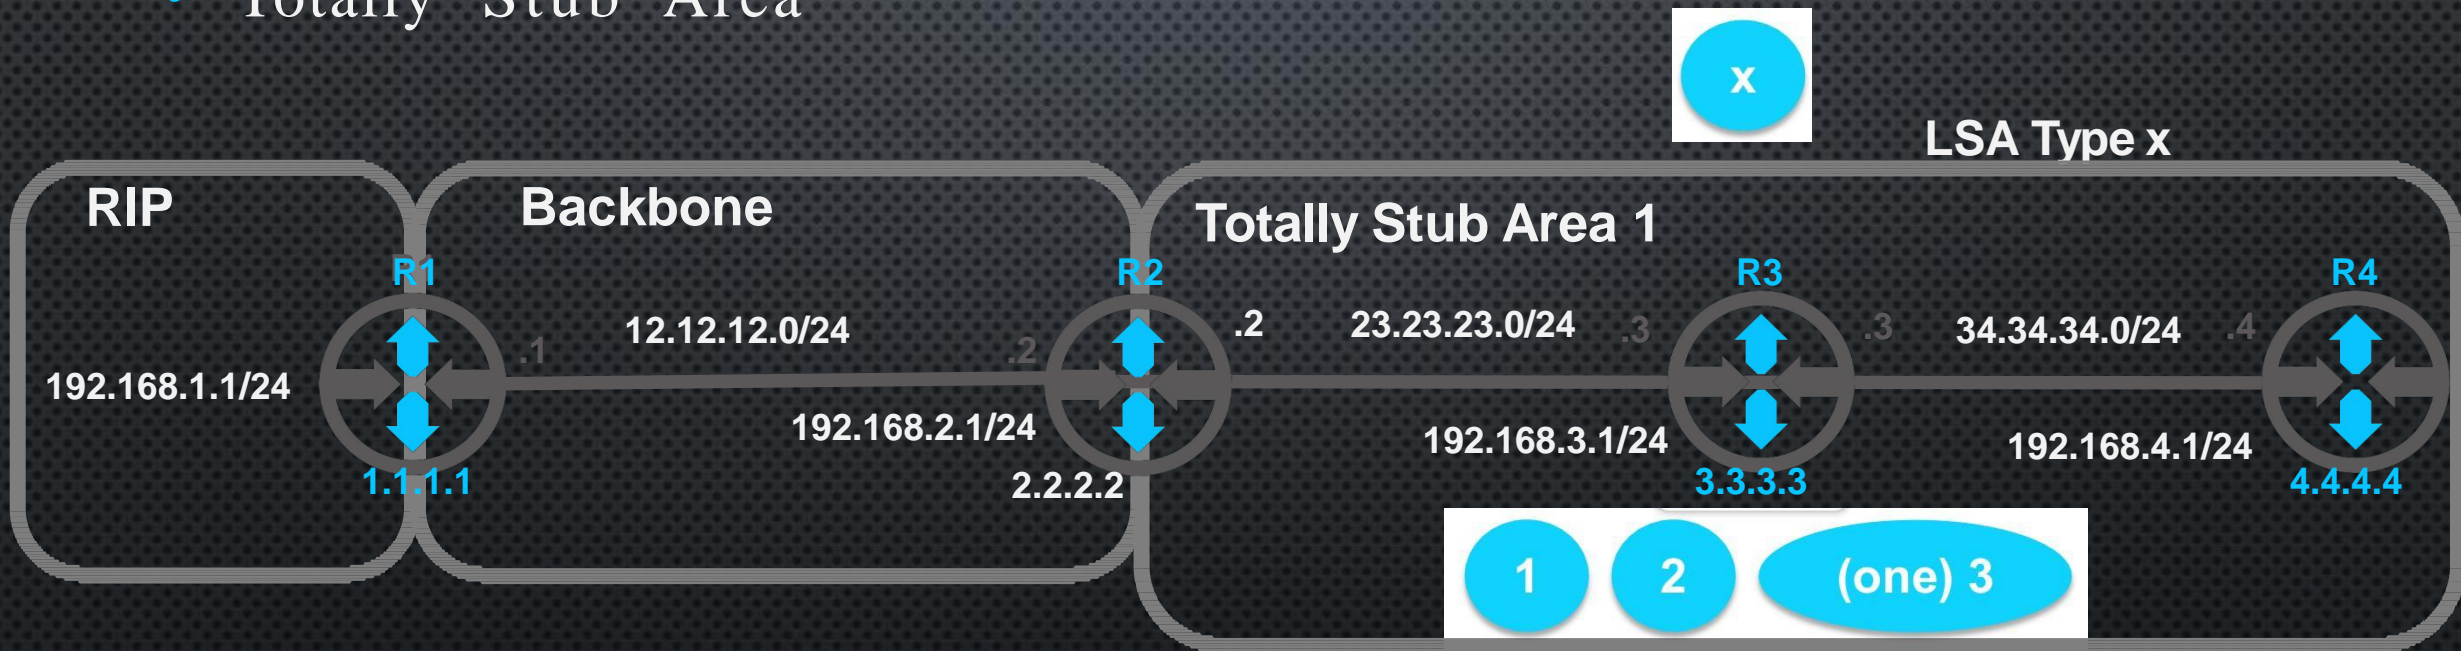 Totally Stub Area
x
LSA Type x
RIP
Backbone
Totally Stub Area 1
R1
R2
R3
R4
12.12.12.0/24
.1
.2
.2
23.23.23.0/24
.3
.3
34.34.34.0/24
.4
192.168.1.1/24
192.168.2.1/24
192.168.3.1/24
192.168.4.1/24
1.1.1.1
2.2.2.2
3.3.3.3
4.4.4.4
1
2
(one) 3